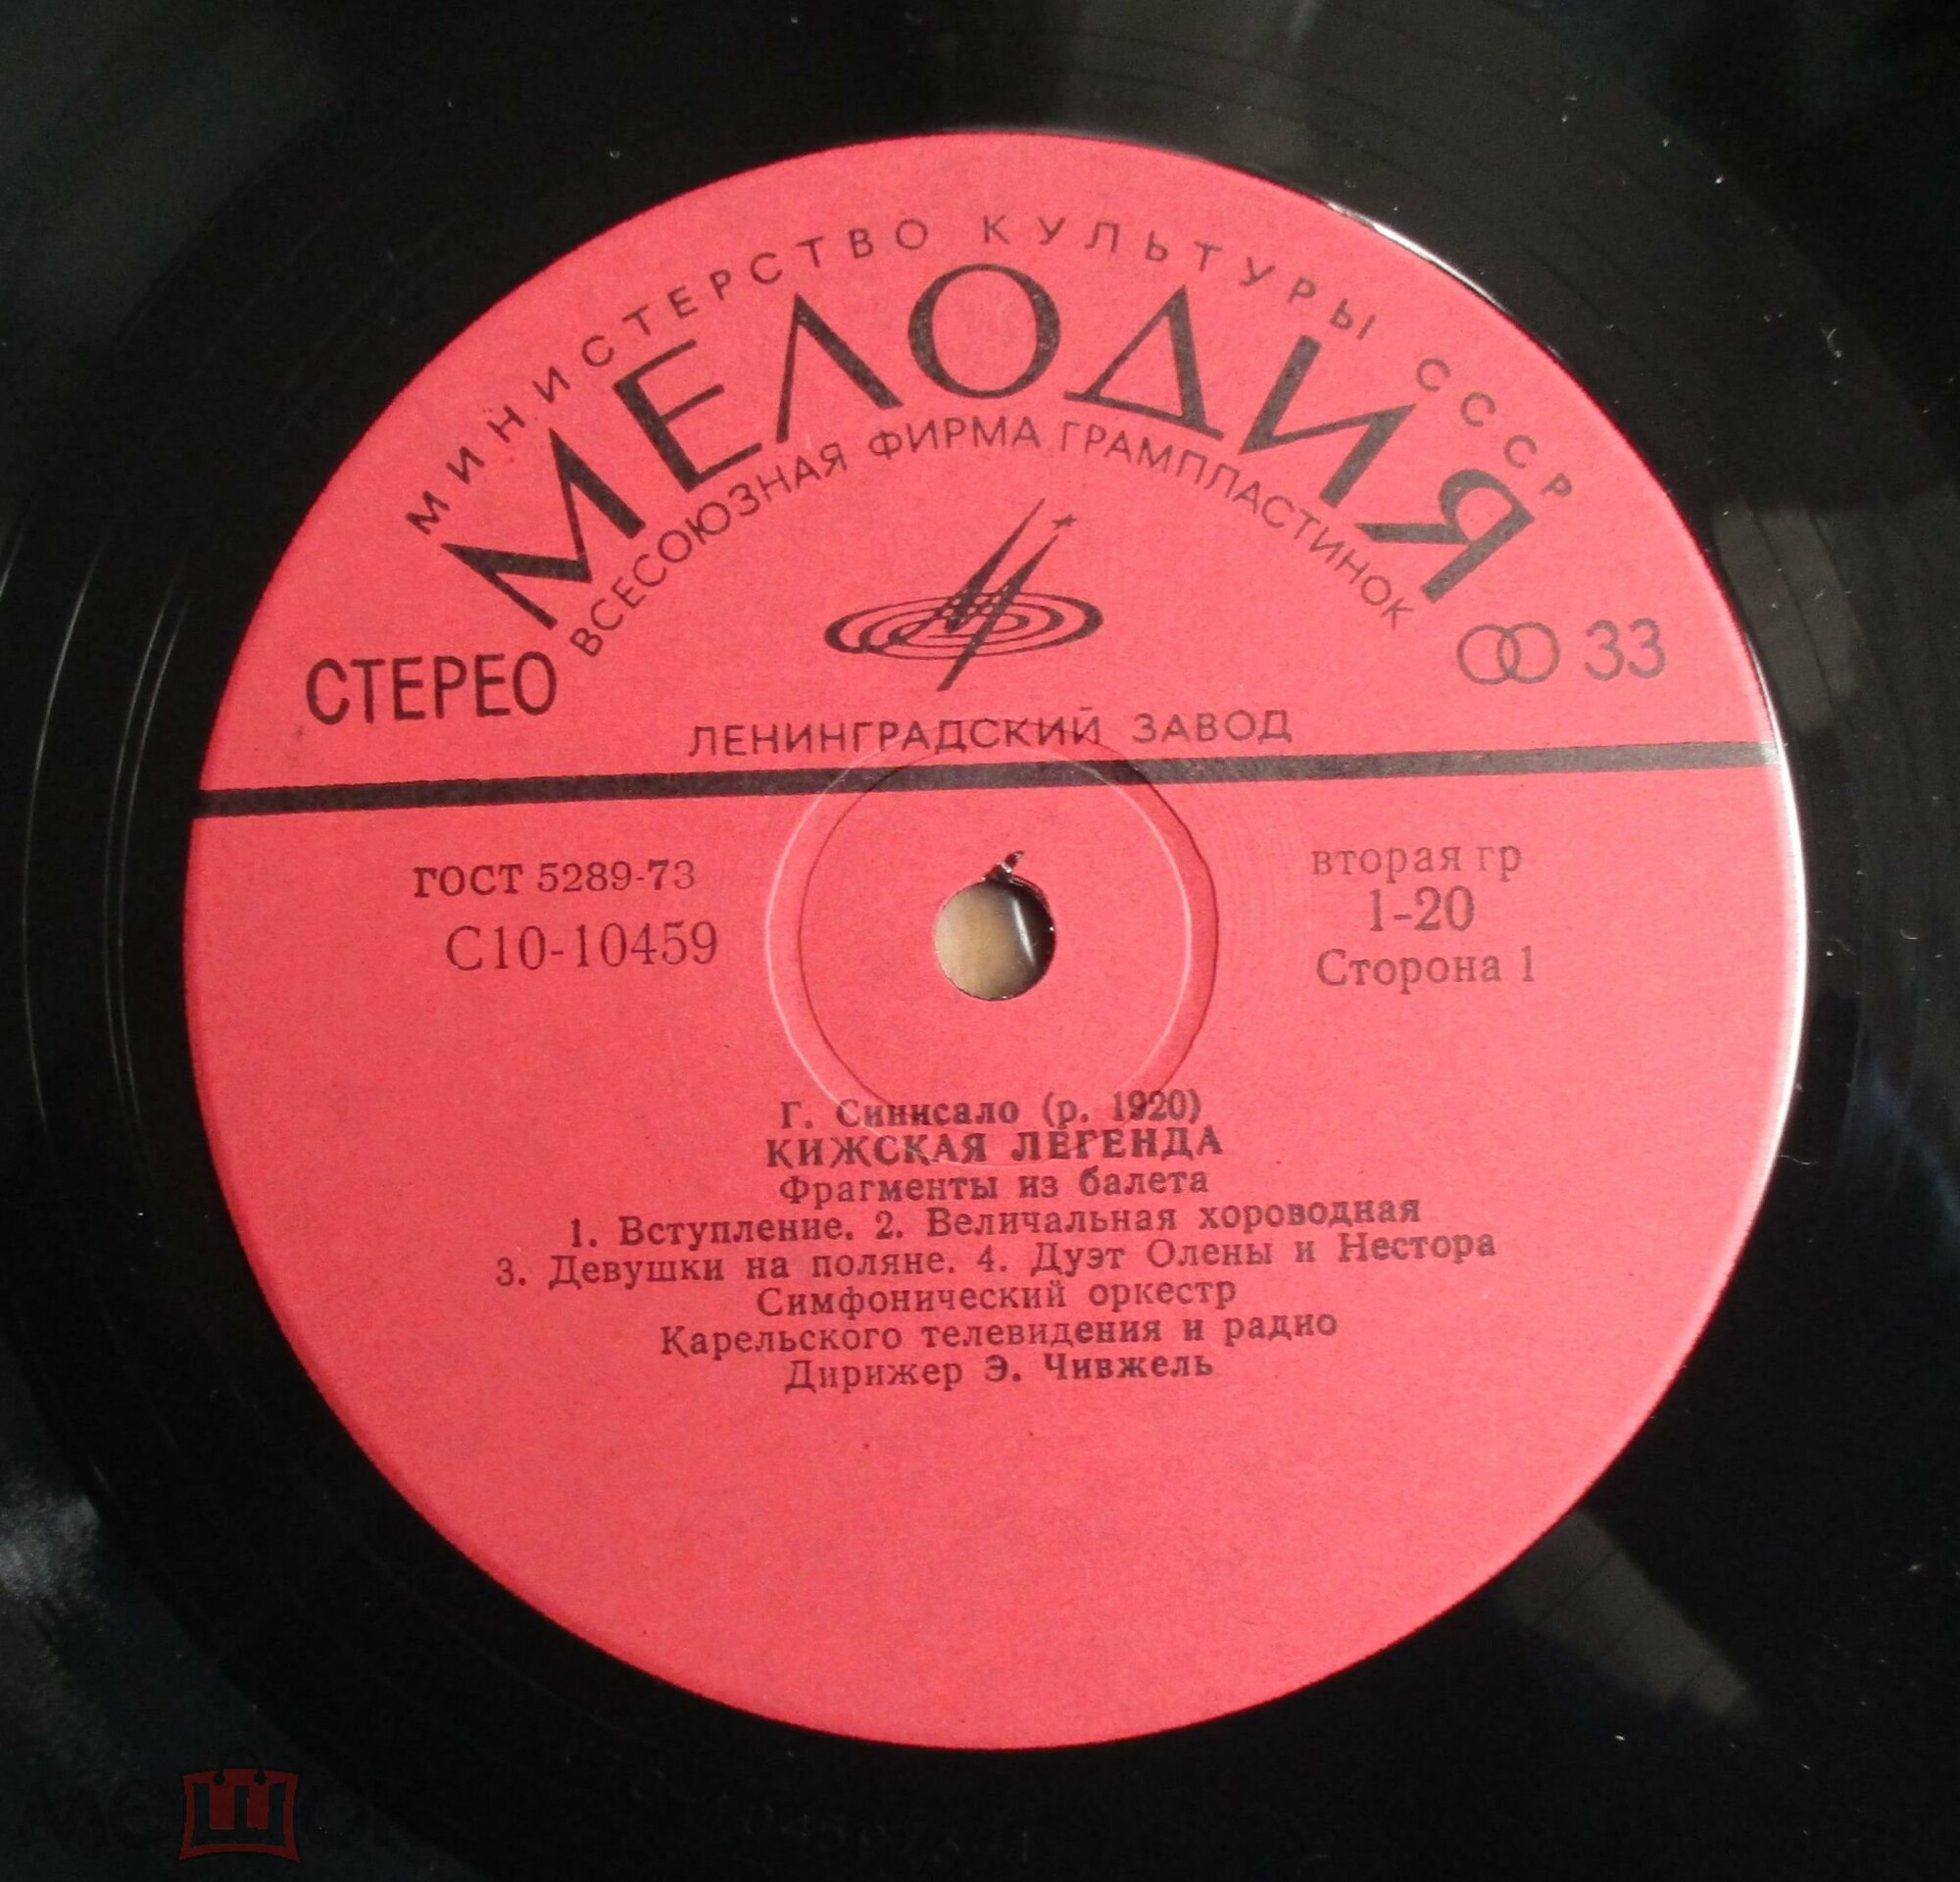 МИНИСТЕРСТВО КУЛЬТУРЫ СССР
МЕЛОДИЯ
ВСЕСОЮЗНАЯ ФИРМА ГРАМПЛАСТИНОК
СТЕРЕО
33
ЛЕНИНГРАДСКИЙ ЗАВОД
ГОСТ 5289-73
С10-10459
вторая гр
1-20
Сторона 1
Г. Синисало (р. 1920)
КИЖСКАЯ ЛЕГЕНДА
Фрагменты из балета
1. Вступление. 2. Величальная хороводная
3. Девушки на поляне. 4. Дуэт Олены и Нестора
Симфонический оркестр
Карельского телевидения и радио
Дирижер Э. Чивжель